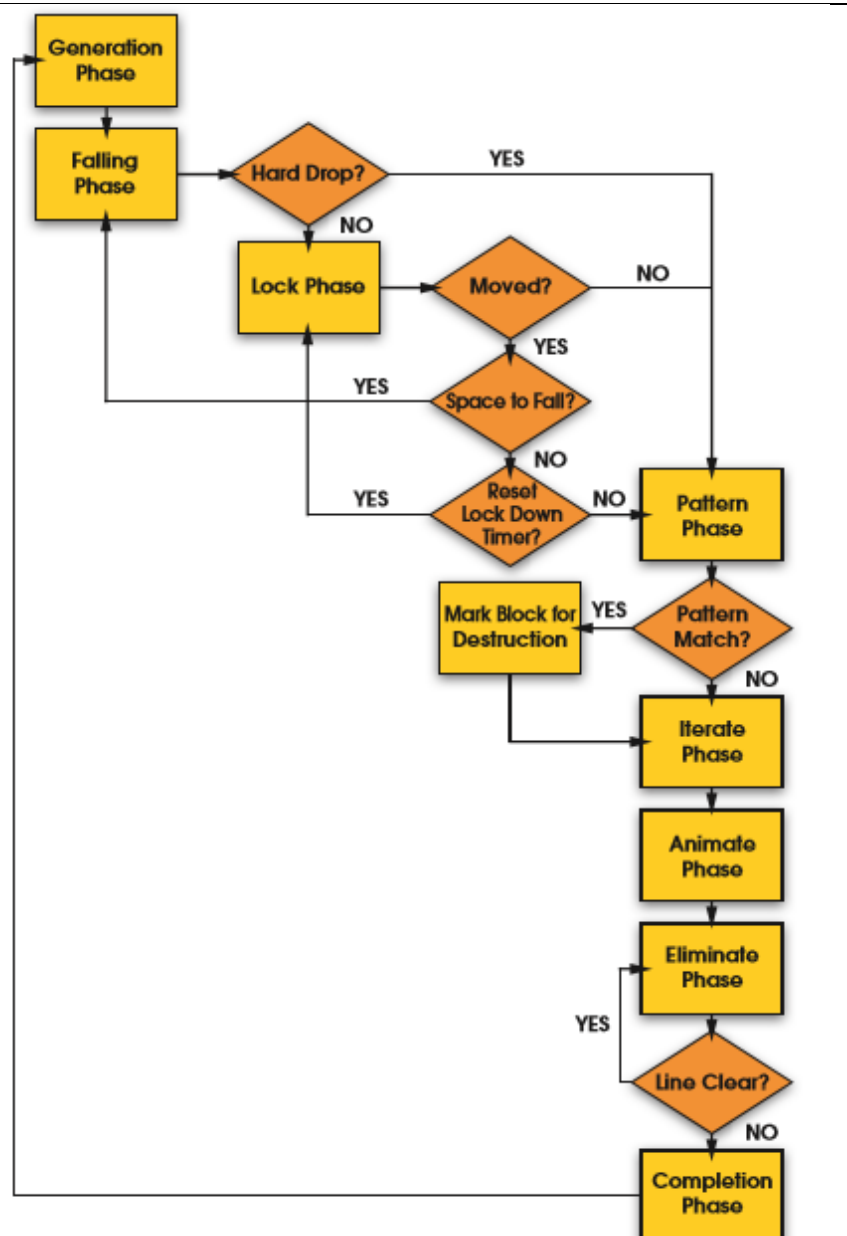 Generation
Phase
Falling
Phase
Hard Drop?
YES
NO
Lock Phase
Moved?
NO
YES
YES
Space to Fall?
NO
YES
Reset
Lock Down
Timer?
NO
Pattern
Phase
Mark Block for
Destruction
YES
Pattern
Match?
NO
Iterate
Phase
Animate
Phase
Eliminate
Phase
YES
Line Clear?
NO
Completion
Phase